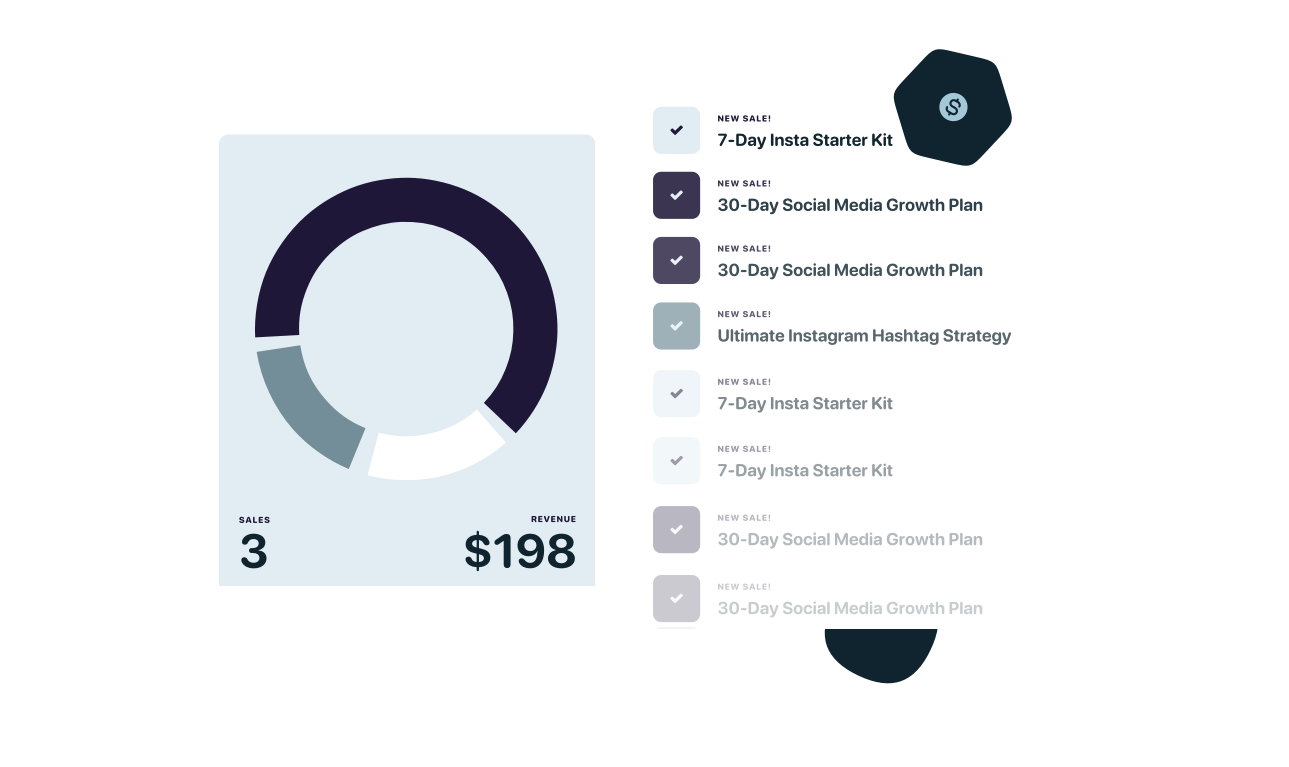 SALES
3
REVENUE
$198
NEW SALE!
7-Day Insta Starter Kit
NEW SALE!
30-Day Social Media Growth Plan
NEW SALE!
30-Day Social Media Growth Plan
NEW SALE!
Ultimate Instagram Hashtag Strategy
NEW SALE!
7-Day Insta Starter Kit
NEW SALE!
7-Day Insta Starter Kit
NEW SALE!
30-Day Social Media Growth Plan
NEW SALE!
30-Day Social Media Growth Plan
$